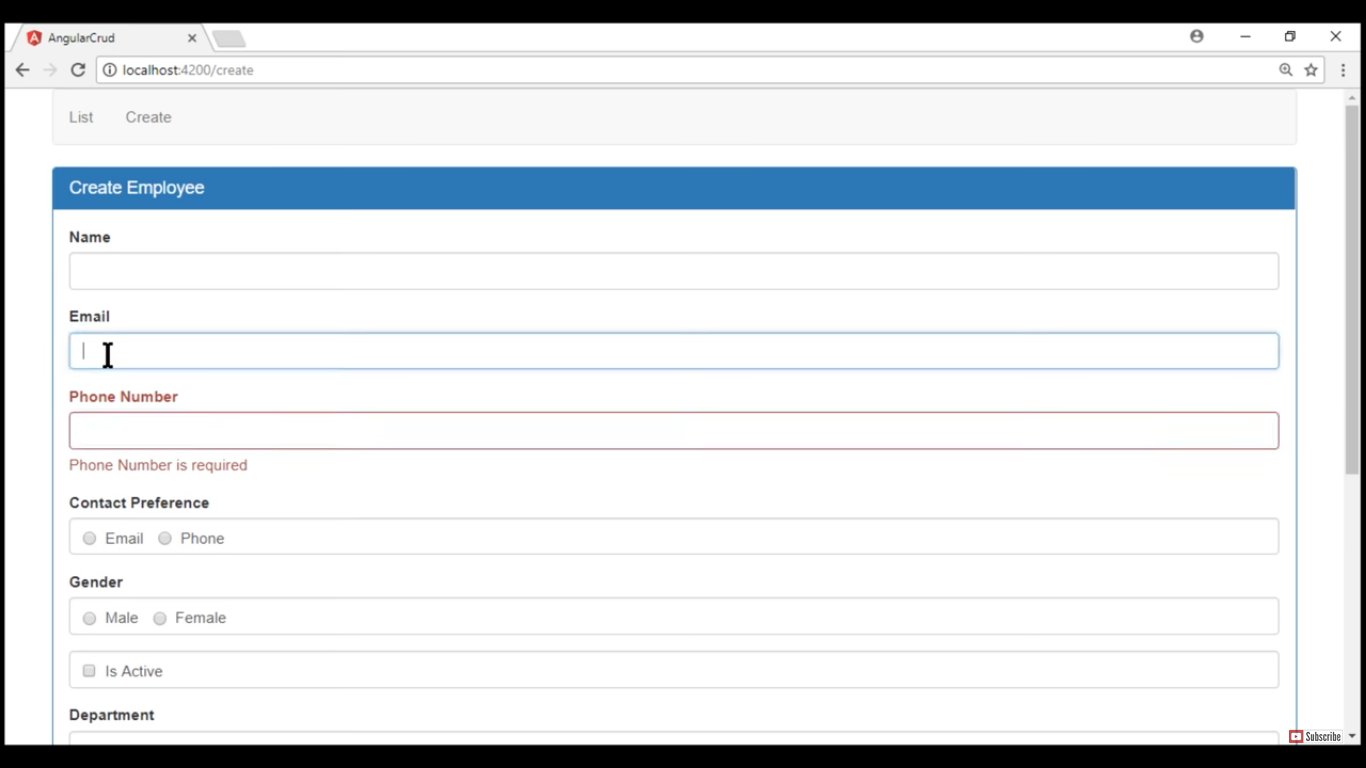 AngularCrud
localhost:4200/create
List Create
Create Employee
Name
Email
Phone Number
Phone Number is required
Contact Preference
Email Phone
Gender
Male Female
Is Active
Department
Subscribe